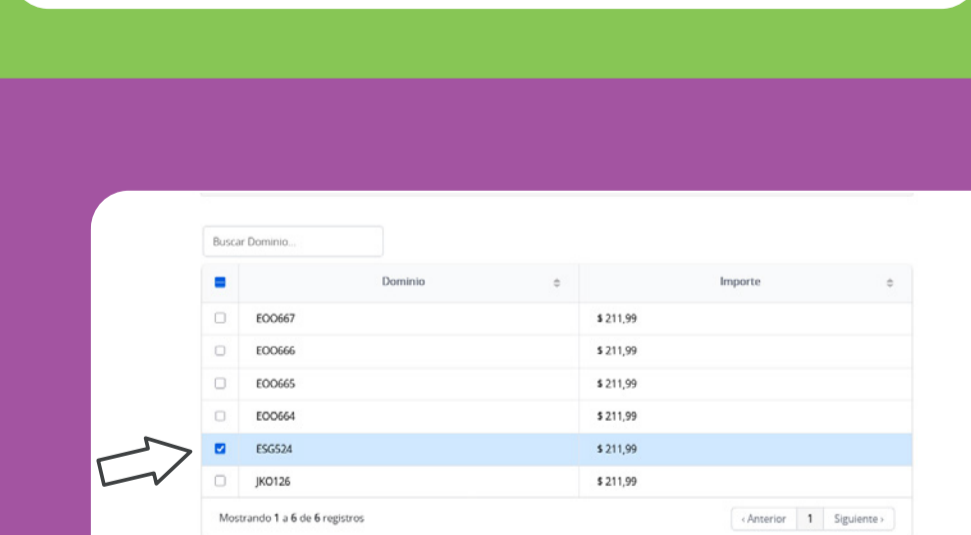 Buscar Dominio...
Dominio Importe
EOO667 $ 211,99
EOO666 $ 211,99
EOO665 $ 211,99
EOO664 $ 211,99
ESG524 $ 211,99
JKO126 $ 211,99
Mostrando 1 a 6 de 6 registros ‹ Anterior 1 Siguiente ›